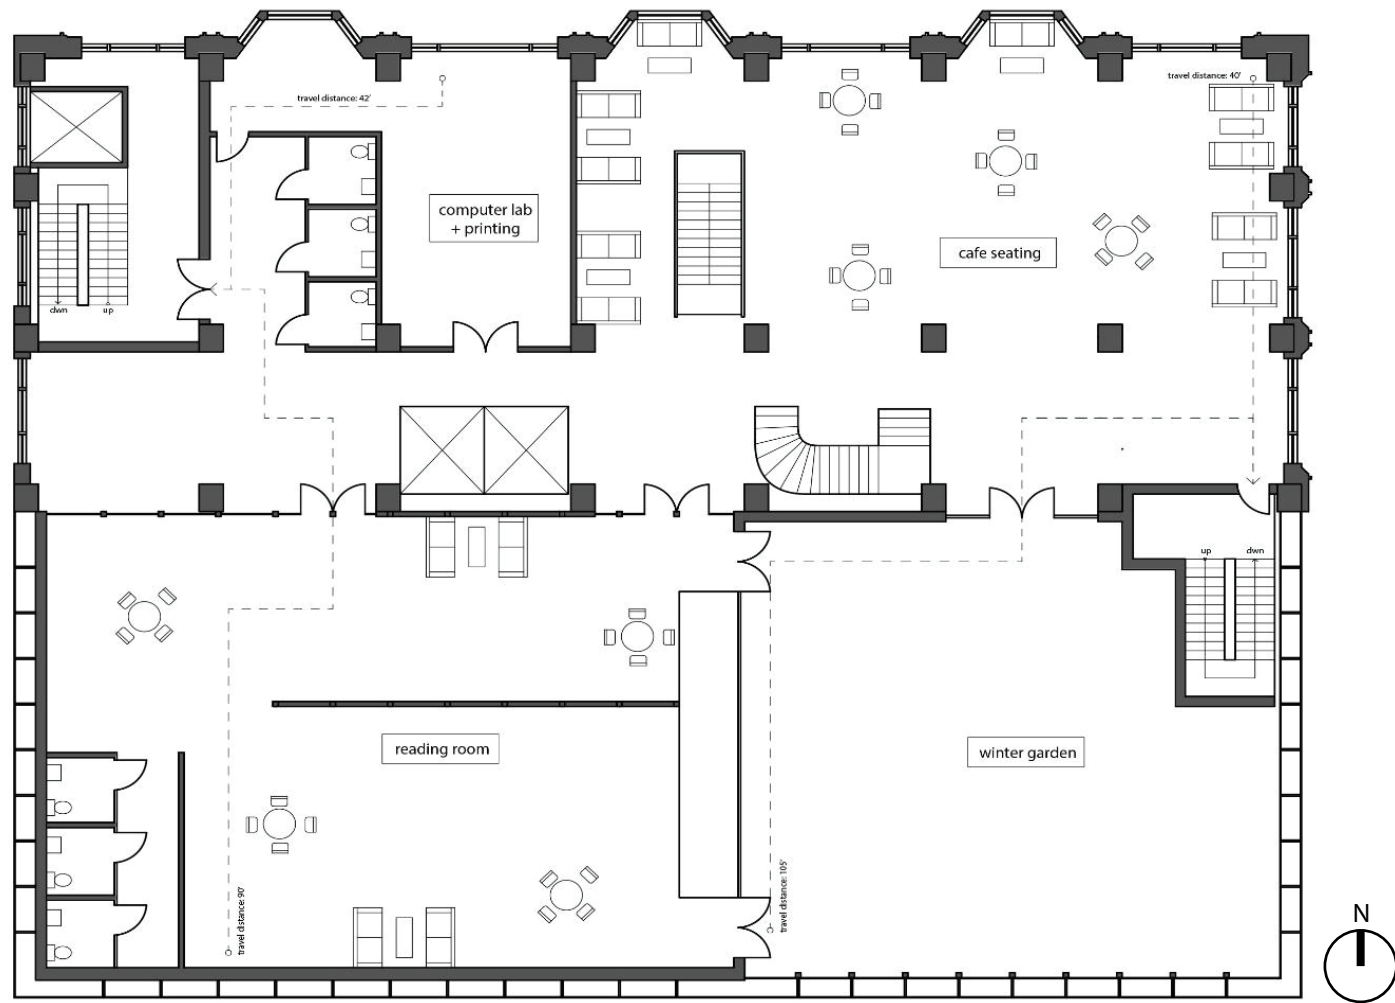 travel distance: 40'
travel distance: 42'
computer lab
+ printing
cafe seating
dwn
up
up
dwn
reading room
winter garden
travel distance: 90'
travel distance: 105'
N